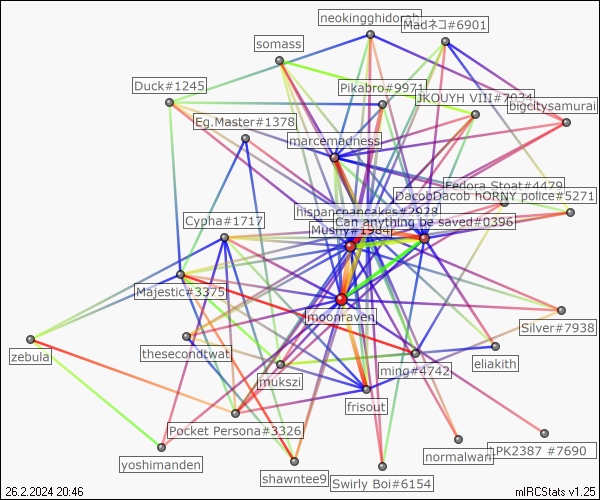 neokingghidorah
Madネコ#6901
somass
Duck#1245
Pikabro#9971
JKOUYH VIII#7034
bigcitysamurai
Eg.Master#1378
marcemadness
Fedora Stoat#4479
Dacob hORNY police#5271
hispanicpancakes#2928
Cypha#1717
Can anything be saved#0396
Mushy#1984
Majestic#3375
moonraven
Silver#7938
zebula
thesecondtwat
eliakith
mukszi
ming#4742
frisout
Pocket Persona#3326
LPK2387 #7690
normalwan
yoshimanden
shawntee9
Swirly Boi#6154
26.2.2024 20:46
mIRCStats v1.25